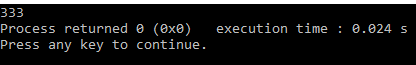 333
Process returned 0 (0x0)   execution time : 0.024 s
Press any key to continue.